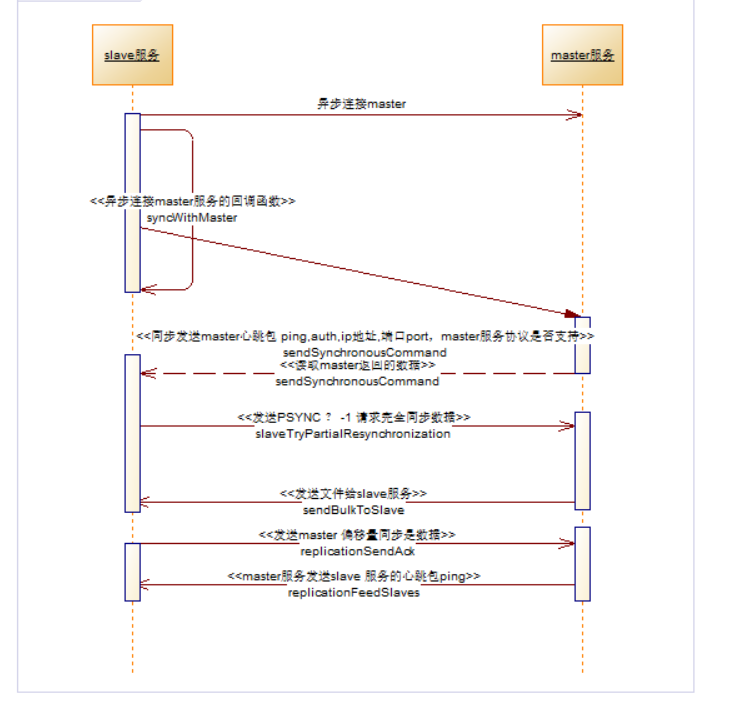 slave服务
master服务
异步连接master
<<异步连接master服务的回调函数>>
syncWithMaster
<<同步发送master心跳包 ping,auth,ip地址,端口port，master服务协议是否支持>>
sendSynchronousCommand
<<读取master返回的数据>>
sendSynchronousCommand
<<发送PSYNC ？ -1 请求完全同步数据>>
slaveTryPartialResynchronization
<<发送文件给slave服务>>
sendBulkToSlave
<<发送master 偏移量同步是数据>>
replicationSendAck
<<master服务发送slave 服务的心跳包ping>>
replicationFeedSlaves